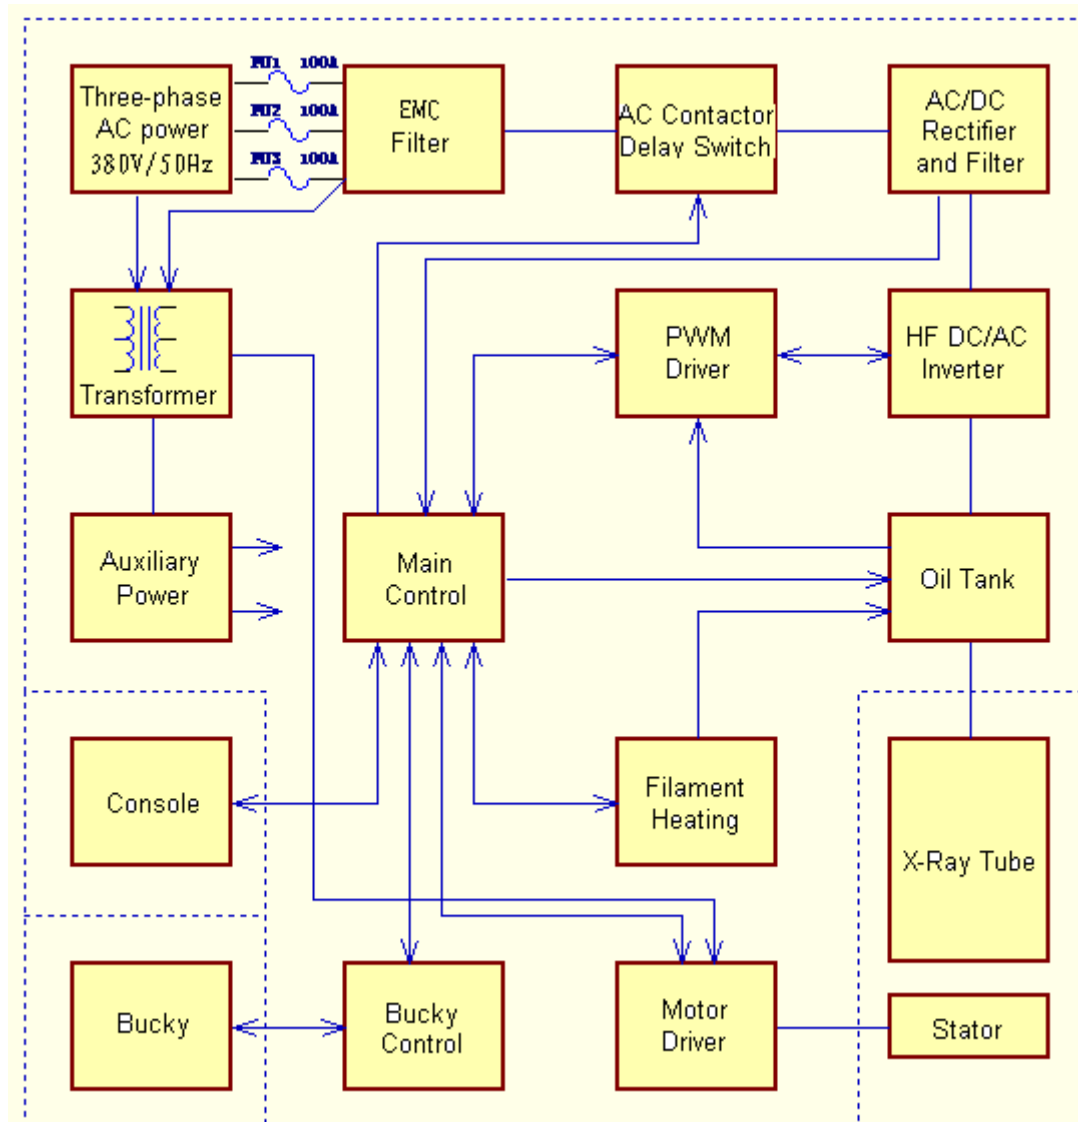 FU1 100A
Three-phase
AC power
380V/50Hz
FU2 100A
FU3 100A
EMC
Filter
AC Contactor
Delay Switch
AC/DC
Rectifier
and Filter
Transformer
PWM
Driver
HF DC/AC
Inverter
Auxiliary
Power
Main
Control
Oil Tank
Console
Filament
Heating
X-Ray Tube
Bucky
Bucky
Control
Motor
Driver
Stator